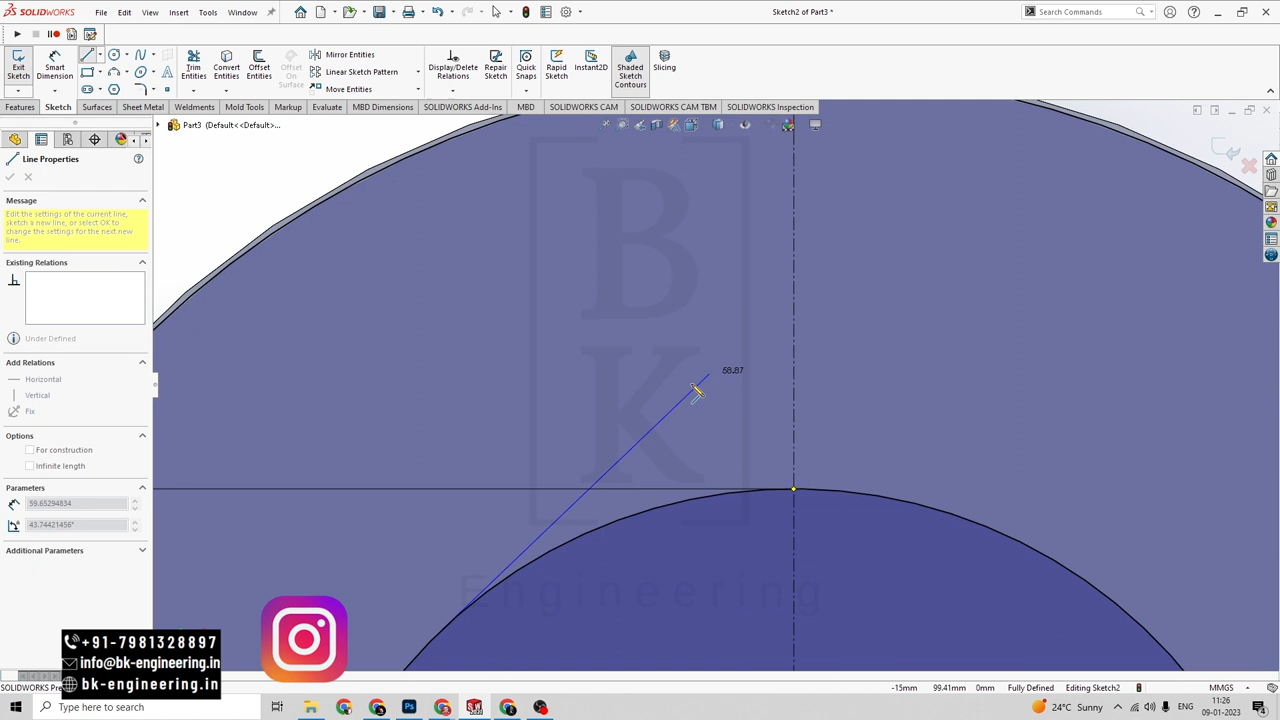 SOLIDWORKS
File
Edit
View
Insert
Tools
Window
Sketch2 of Part3 *
Search Commands
Exit Sketch
Smart Dimension
Trim Entities
Convert Entities
Offset Entities
Offset On Surface
Mirror Entities
Linear Sketch Pattern
Move Entities
Display/Delete Relations
Repair Sketch
Quick Snaps
Rapid Sketch
Instant2D
Shaded Sketch Contours
Slicing
Features
Sketch
Surfaces
Sheet Metal
Weldments
Mold Tools
Markup
Evaluate
MBD Dimensions
SOLIDWORKS Add-Ins
MBD
SOLIDWORKS CAM
SOLIDWORKS CAM TBM
SOLIDWORKS Inspection
Part3 (Default<<Default>...
Line Properties
Message
Edit the settings of the current line,
sketch a new line, or select OK to
change the settings for the next new
line.
Existing Relations
Under Defined
Add Relations
Horizontal
Vertical
Fix
Options
For construction
Infinite length
Parameters
59.65294834
43.74421456°
Additional Parameters
BK
Engineering
58.87
+91-7981328897
info@bk-engineering.in
bk-engineering.in
SOLIDWORKS Pre
-15mm
99.41mm
0mm
Fully Defined
Editing Sketch2
MMGS
Type here to search
24°C Sunny
ENG
11:26
09-01-2023